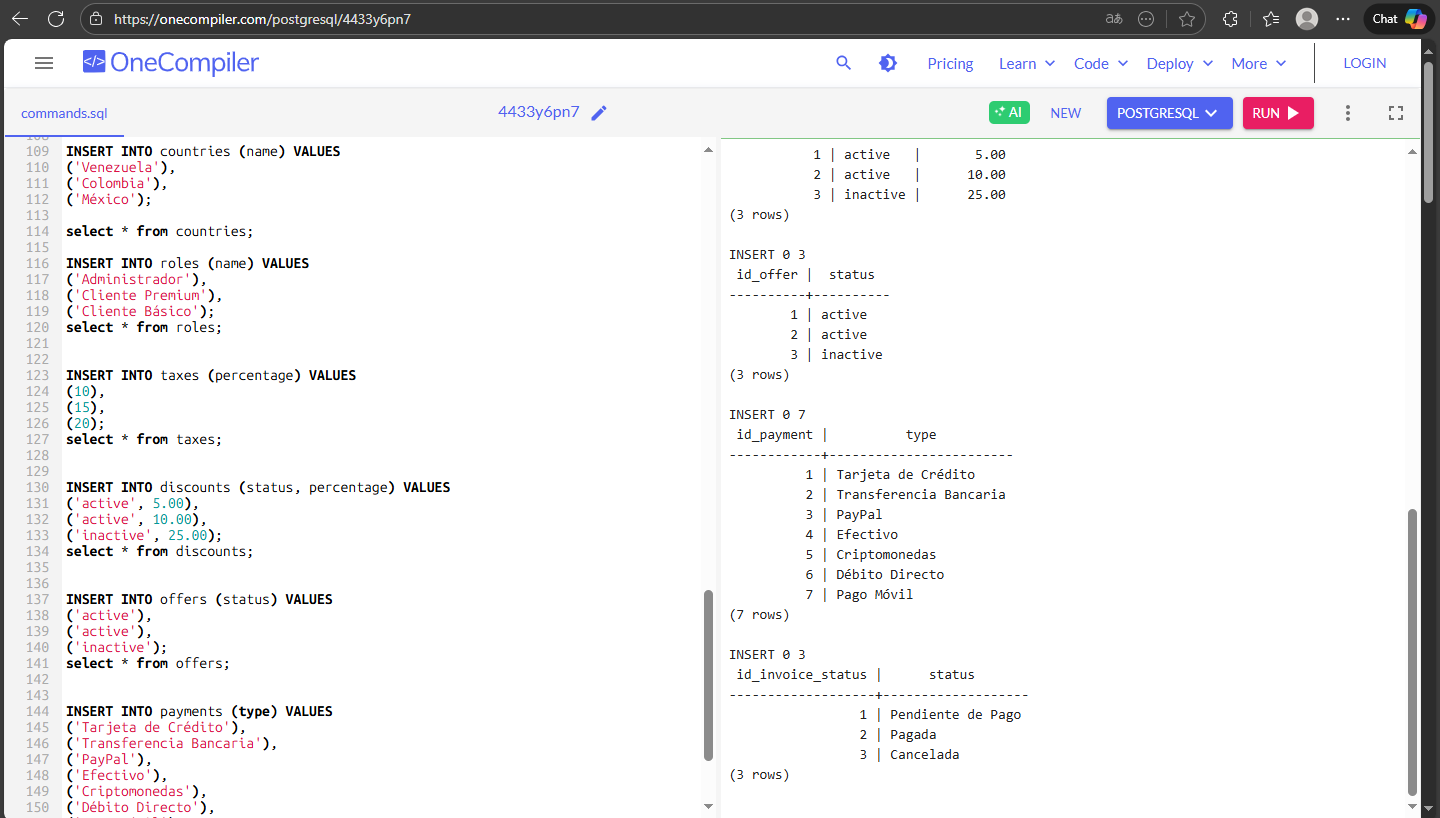 https://onecompiler.com/postgresql/4433y6pn7
Chat
OneCompiler
Pricing
Learn
Code
Deploy
More
LOGIN
commands.sql
4433y6pn7
AI
NEW
POSTGRESQL
RUN
109 INSERT INTO countries (name) VALUES
110 ('Venezuela'),
111 ('Colombia'),
112 ('México');
113
114 select * from countries;
115
116 INSERT INTO roles (name) VALUES
117 ('Administrador'),
118 ('Cliente Premium'),
119 ('Cliente Básico');
120 select * from roles;
121
122
123 INSERT INTO taxes (percentage) VALUES
124 (10),
125 (15),
126 (20);
127 select * from taxes;
128
129
130 INSERT INTO discounts (status, percentage) VALUES
131 ('active', 5.00),
132 ('active', 10.00),
133 ('inactive', 25.00);
134 select * from discounts;
135
136
137 INSERT INTO offers (status) VALUES
138 ('active'),
139 ('active'),
140 ('inactive');
141 select * from offers;
142
143
144 INSERT INTO payments (type) VALUES
145 ('Tarjeta de Crédito'),
146 ('Transferencia Bancaria'),
147 ('PayPal'),
148 ('Efectivo'),
149 ('Criptomonedas'),
150 ('Débito Directo'),
1 | active   |       5.00
2 | active   |      10.00
3 | inactive |      25.00
(3 rows)
INSERT 0 3
id_offer |  status
----------+----------
1 | active
2 | active
3 | inactive
(3 rows)
INSERT 0 7
id_payment |          type
------------+------------------------
1 | Tarjeta de Crédito
2 | Transferencia Bancaria
3 | PayPal
4 | Efectivo
5 | Criptomonedas
6 | Débito Directo
7 | Pago Móvil
(7 rows)
INSERT 0 3
id_invoice_status |      status
-------------------+-------------------
1 | Pendiente de Pago
2 | Pagada
3 | Cancelada
(3 rows)